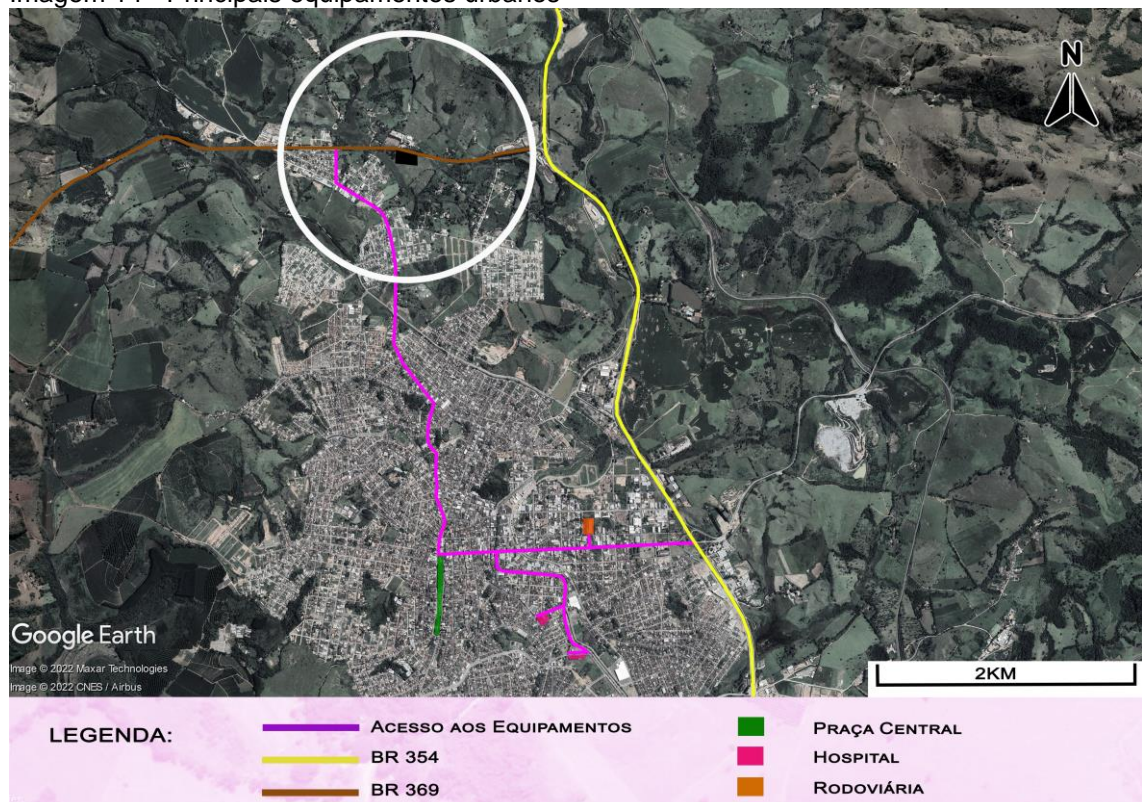 Imagem 14 - Principais equipamentos urbanos
N
Google Earth
Image © 2022 Maxar Technologies
Image © 2022 CNES / Airbus
2KM
LEGENDA:
ACESSO AOS EQUIPAMENTOS
BR 354
BR 369
PRAÇA CENTRAL
HOSPITAL
RODOVIÁRIA